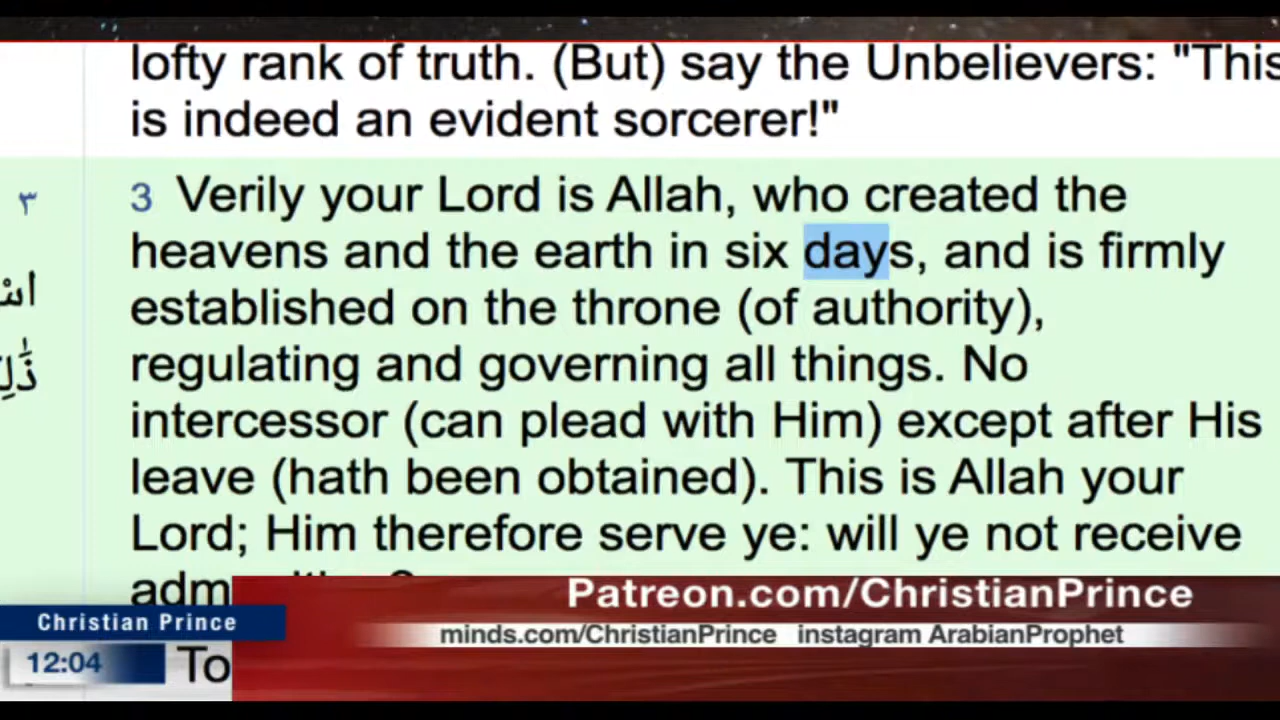 lofty rank of truth. (But) say the Unbelievers: "This
is indeed an evident sorcerer!"
٣
3 Verily your Lord is Allah, who created the
heavens and the earth in six days, and is firmly
established on the throne (of authority),
regulating and governing all things. No
intercessor (can plead with Him) except after His
leave (hath been obtained). This is Allah your
Lord; Him therefore serve ye: will ye not receive
Patreon.com/ChristianPrince
Christian Prince
minds.com/ChristianPrince instagram ArabianProphet
12:04
To